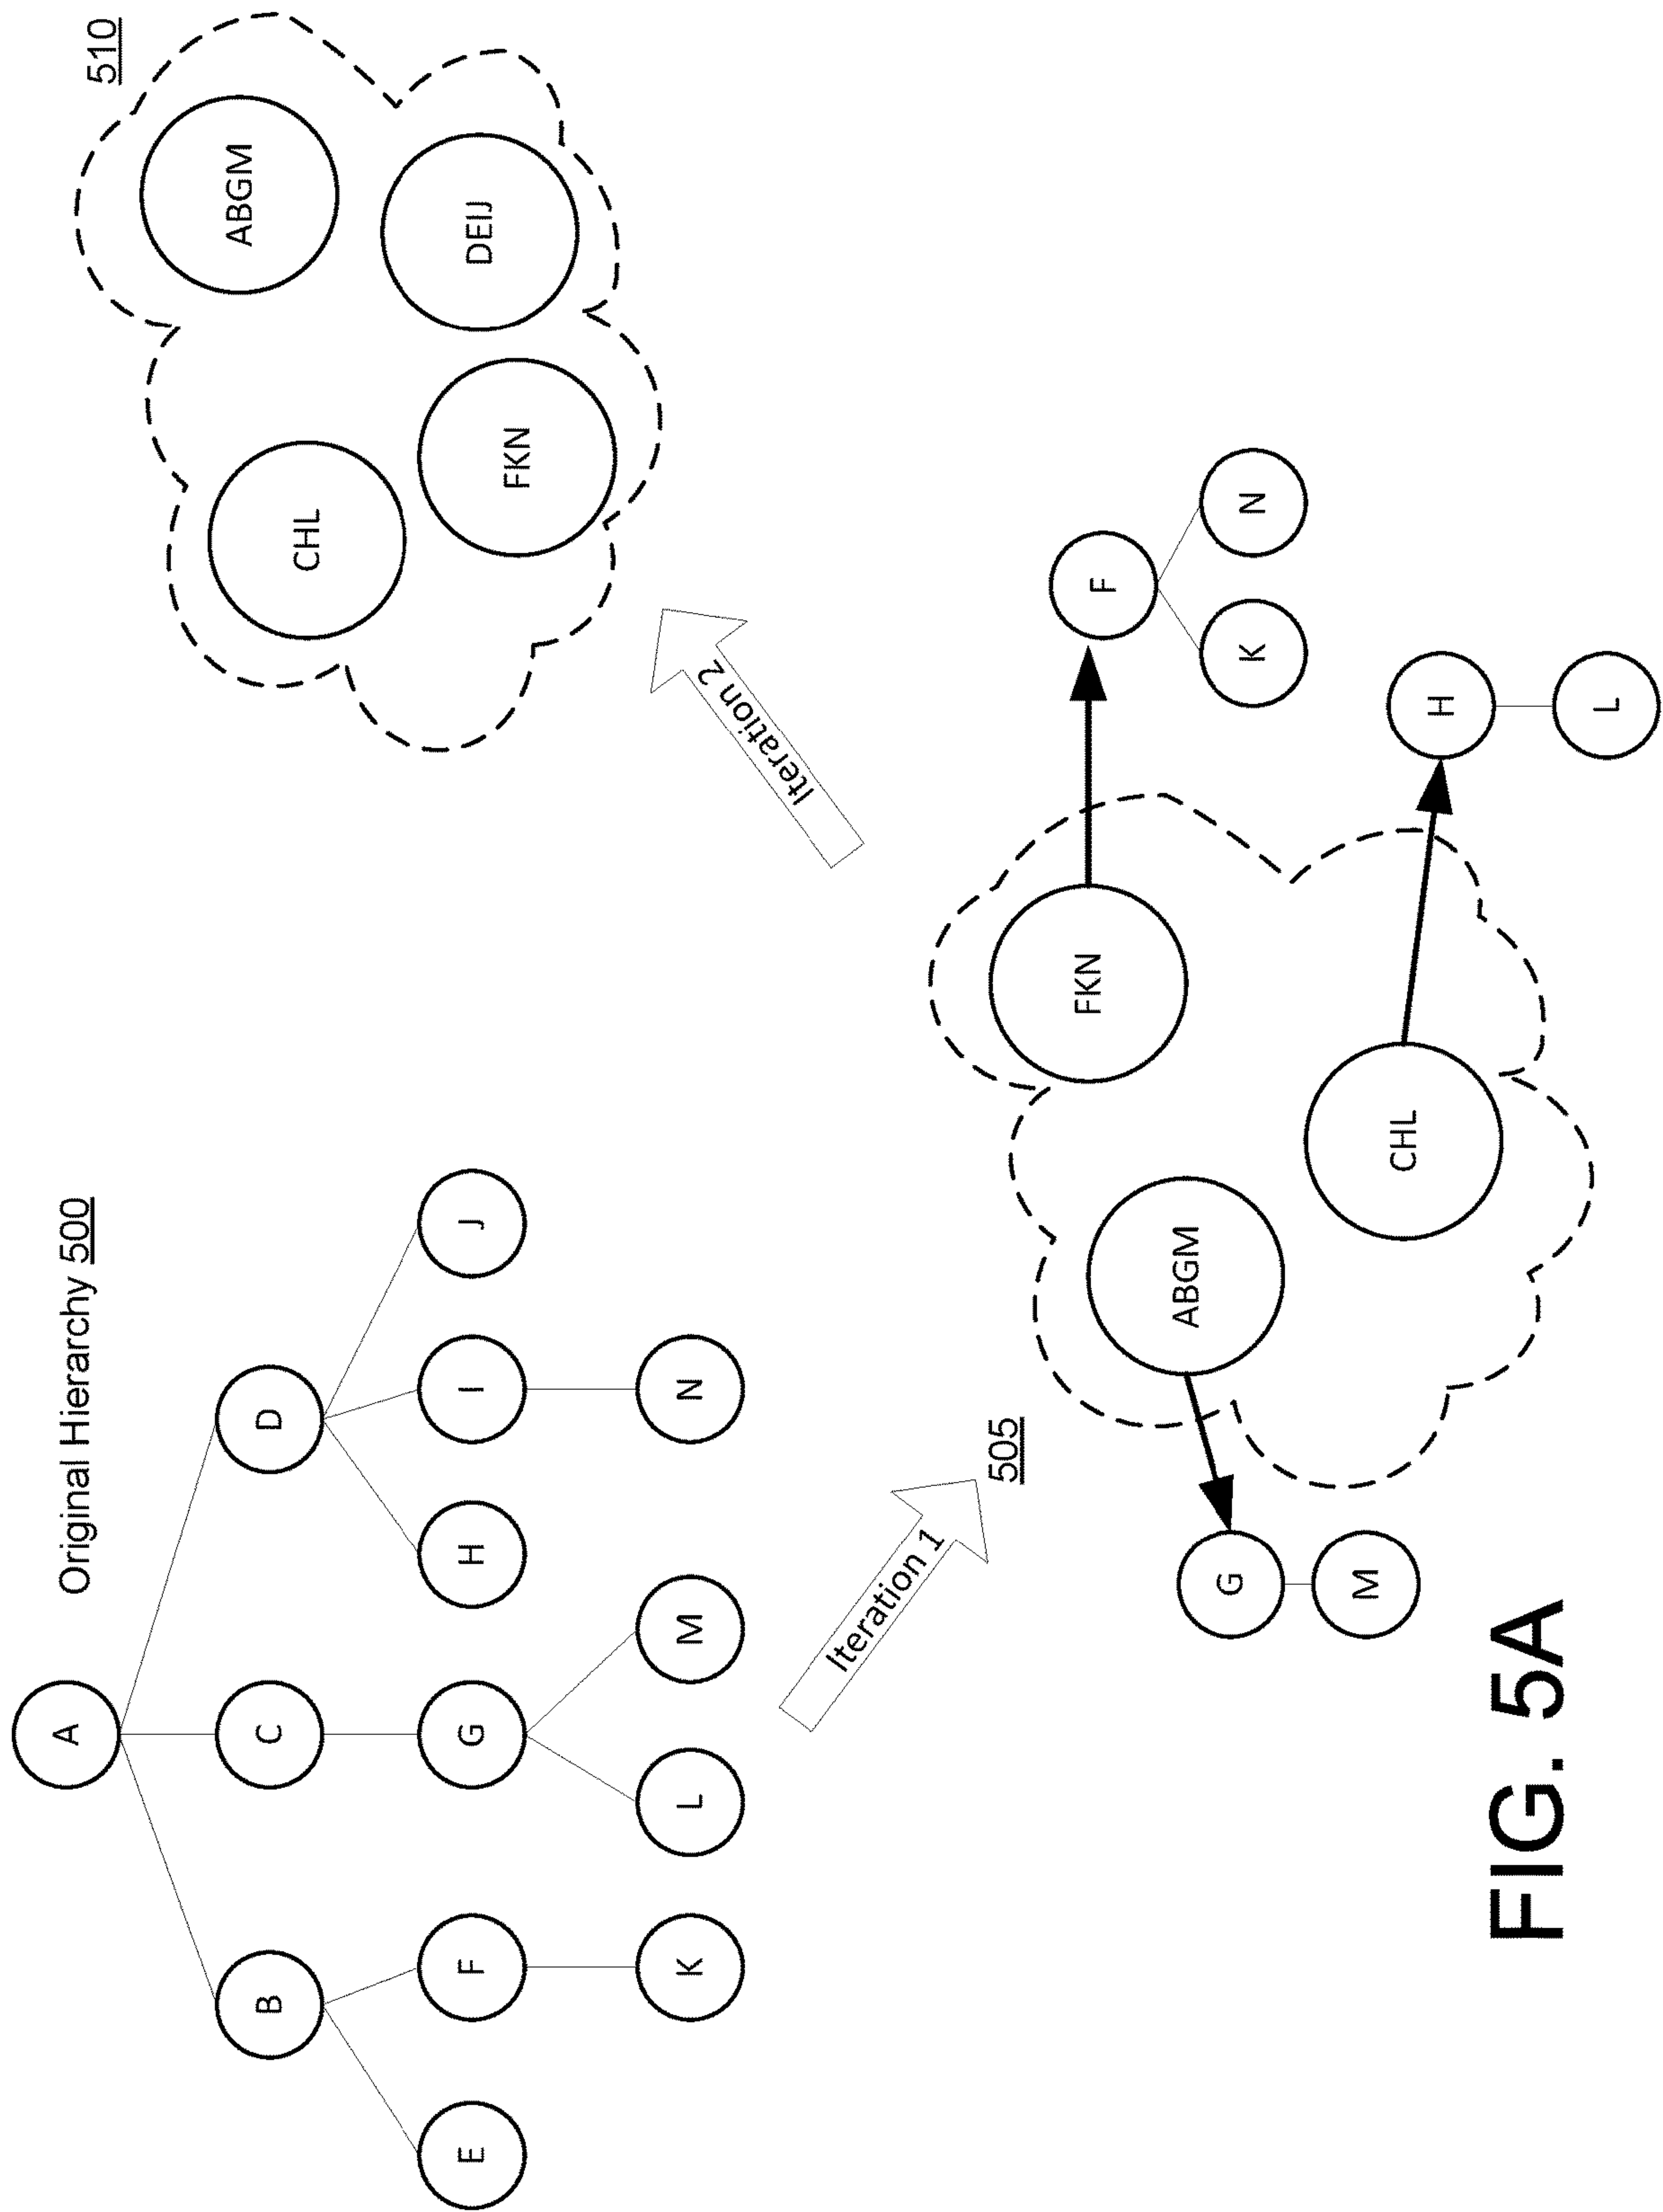 Original Hierarchy 500
A
B
C
D
E
F
G
H
I
J
K
L
M
N
Iteration 1
505
G
M
ABGM
FKN
CHL
F
K
N
H
L
Iteration 2
510
CHL
ABGM
FKN
DEIJ
FIG. 5A